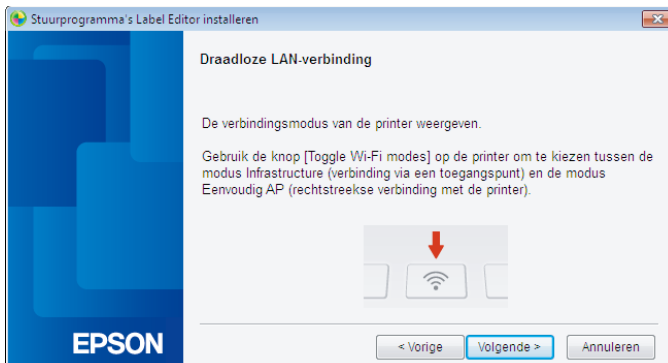 Stuurprogramma's Label Editor installeren
Draadloze LAN-verbinding
De verbindingsmodus van de printer weergeven.
Gebruik de knop [Toggle Wi-Fi modes] op de printer om te kiezen tussen de
modus Infrastructure (verbinding via een toegangspunt) en de modus
Eenvoudig AP (rechtstreekse verbinding met de printer).
EPSON
< Vorige
Volgende >
Annuleren